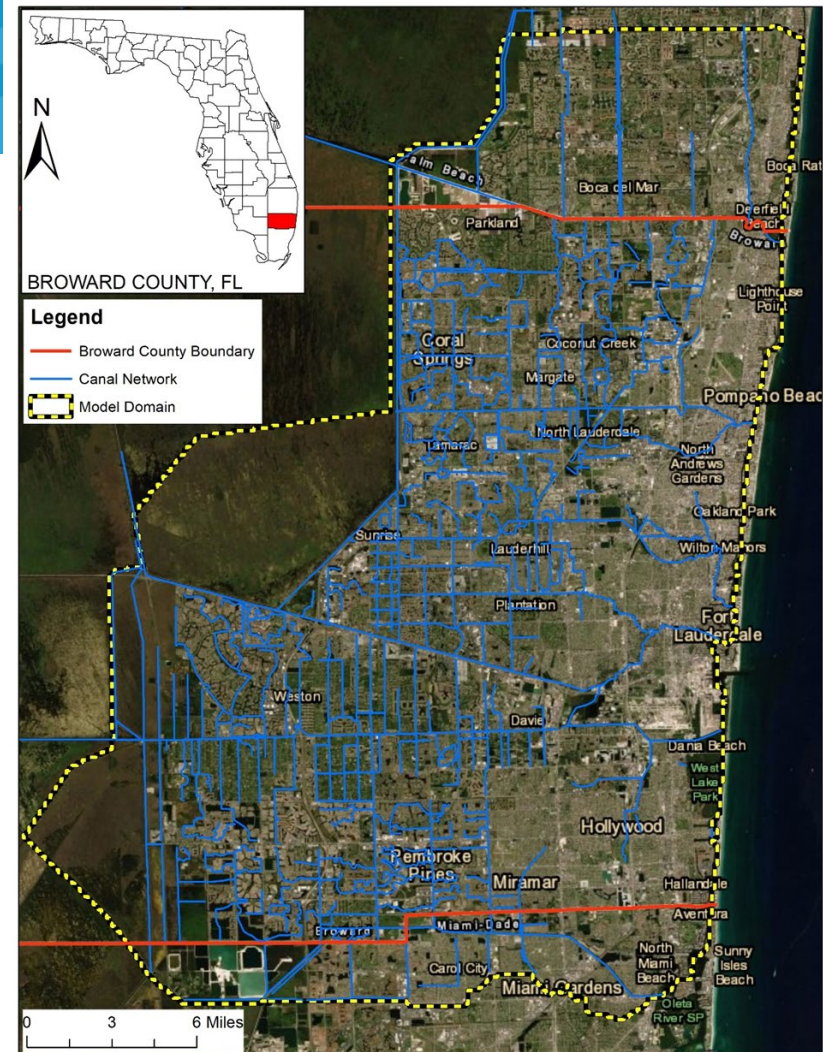 N
BROWARD COUNTY, FL
Legend
Broward County Boundary
Canal Network
Model Domain
alm Beach
Boca Rat
Boca del Mar
Parkland
Deerfiel
Beach
Browar
Lighthouse
Point
Coral
Springs
Coconut Creek
Margate
Pompano Beac
North Lauderdale
Tamarac
North
Andrews
Gardens
Oakland Park
Sunrise
Lauderhill
Wilton Manors
Plantation
Fort
Lauderdale
Weston
Davie
Dania Beach
West
Lake
Park
Hollywood
Pembroke
Pines
Miramar
Hallandale
Aventura
Broward
Miami-Dade
North
Miami
Beach
Sunny
Isles
Beach
Carol City
Miami Gardens
Oleta
River SP
0 3 6 Miles